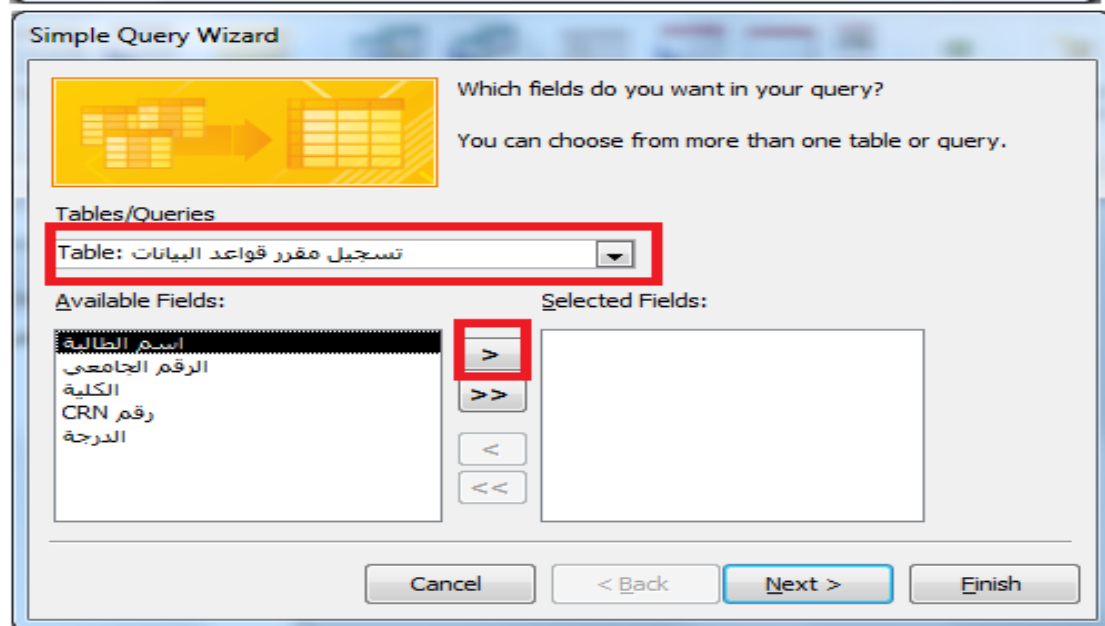 Simple Query Wizard
Which fields do you want in your query?
You can choose from more than one table or query.
Tables/Queries
Table: تسجيل مقرر قواعد البيانات
Available Fields:
Selected Fields:
اسم الطالبة
الرقم الجامعي
الكلية
رقم CRN
الدرجة
>
>>
<
<<
Cancel
< Back
Next >
Finish